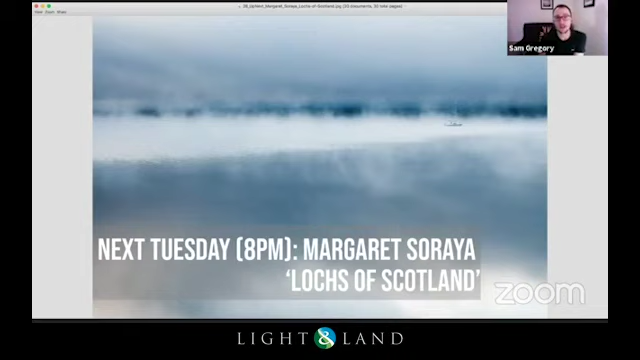 Sam Gregory
NEXT TUESDAY (8PM): MARGARET SORAYA
‘LOCHS OF SCOTLAND’
zoom
LIGHT & LAND